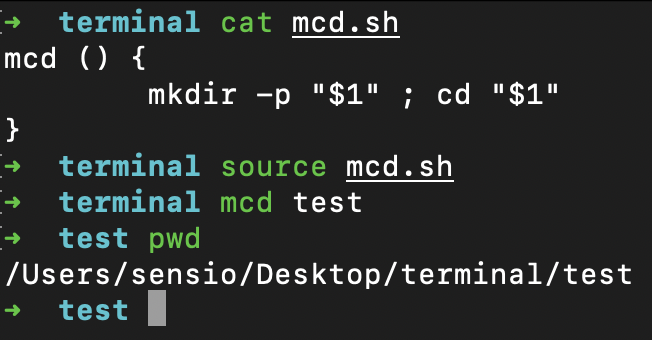 ➜  terminal cat mcd.sh
mcd () {
        mkdir -p "$1" ; cd "$1"
}
➜  terminal source mcd.sh
➜  terminal mcd test
➜  test pwd
/Users/sensio/Desktop/terminal/test
➜  test